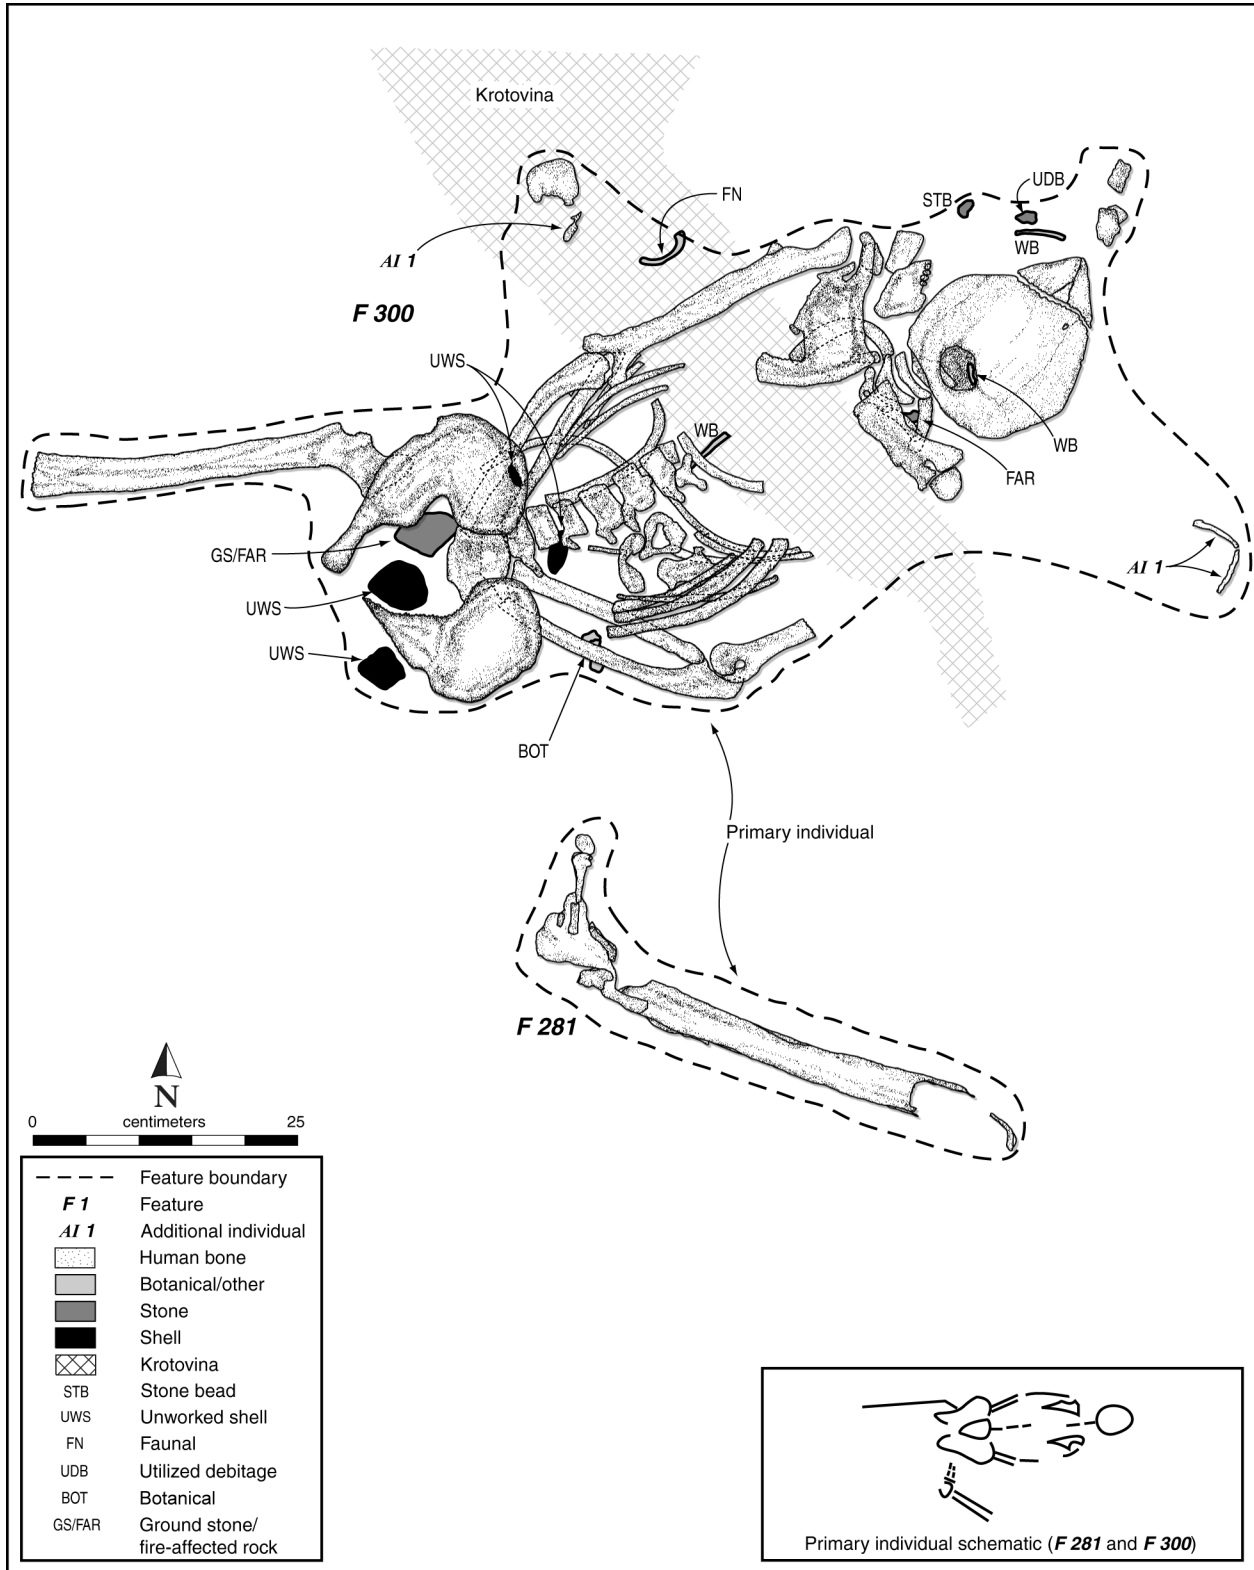 Krotovina
FN
STB
UDB
WB
AI 1
F 300
UWS
WB
WB
FAR
GS/FAR
AI 1
UWS
UWS
BOT
Primary individual
F 281
N
0 centimeters 25
Feature boundary
F 1 Feature
AI 1 Additional individual
Human bone
Botanical/other
Stone
Shell
Krotovina
STB Stone bead
UWS Unworked shell
FN Faunal
UDB Utilized debitage
BOT Botanical
GS/FAR Ground stone/
fire-affected rock
Primary individual schematic (F 281 and F 300)